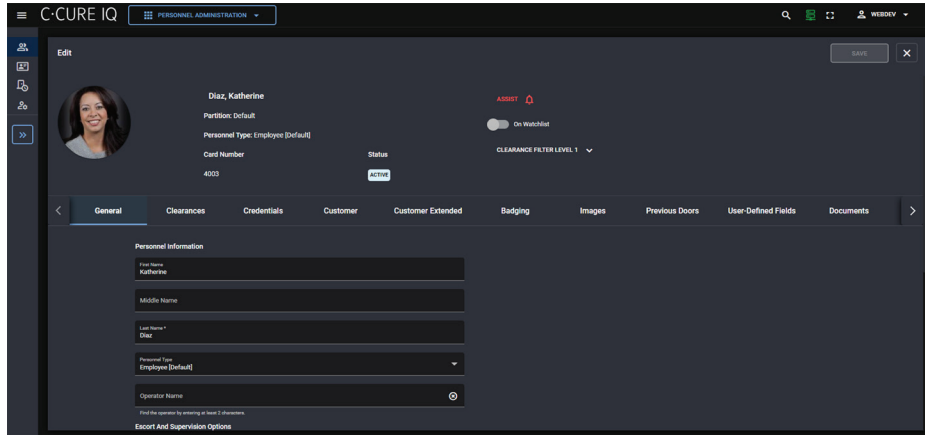 C·CURE IQ PERSONNEL ADMINISTRATION WEBDEV
Edit SAVE
Diaz, Katherine
ASSIST
Partition: Default
On Watchlist
Personnel Type: Employee [Default]
CLEARANCE FILTER LEVEL 1
Card Number Status
4003 ACTIVE
General Clearances Credentials Customer Customer Extended Badging Images Previous Doors User-Defined Fields Documents
Personnel Information
First Name
Katherine
Middle Name
Last Name *
Diaz
Personnel Type
Employee [Default]
Operator Name
Find the operator by entering at least 2 characters.
Escort And Supervision Options